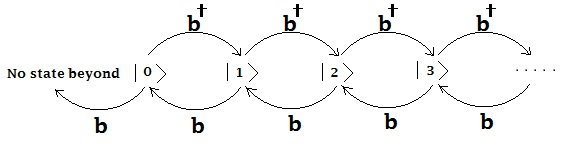 b† b† b† b†
No state beyond |0> |1> |2> |3> .....
b b b b b